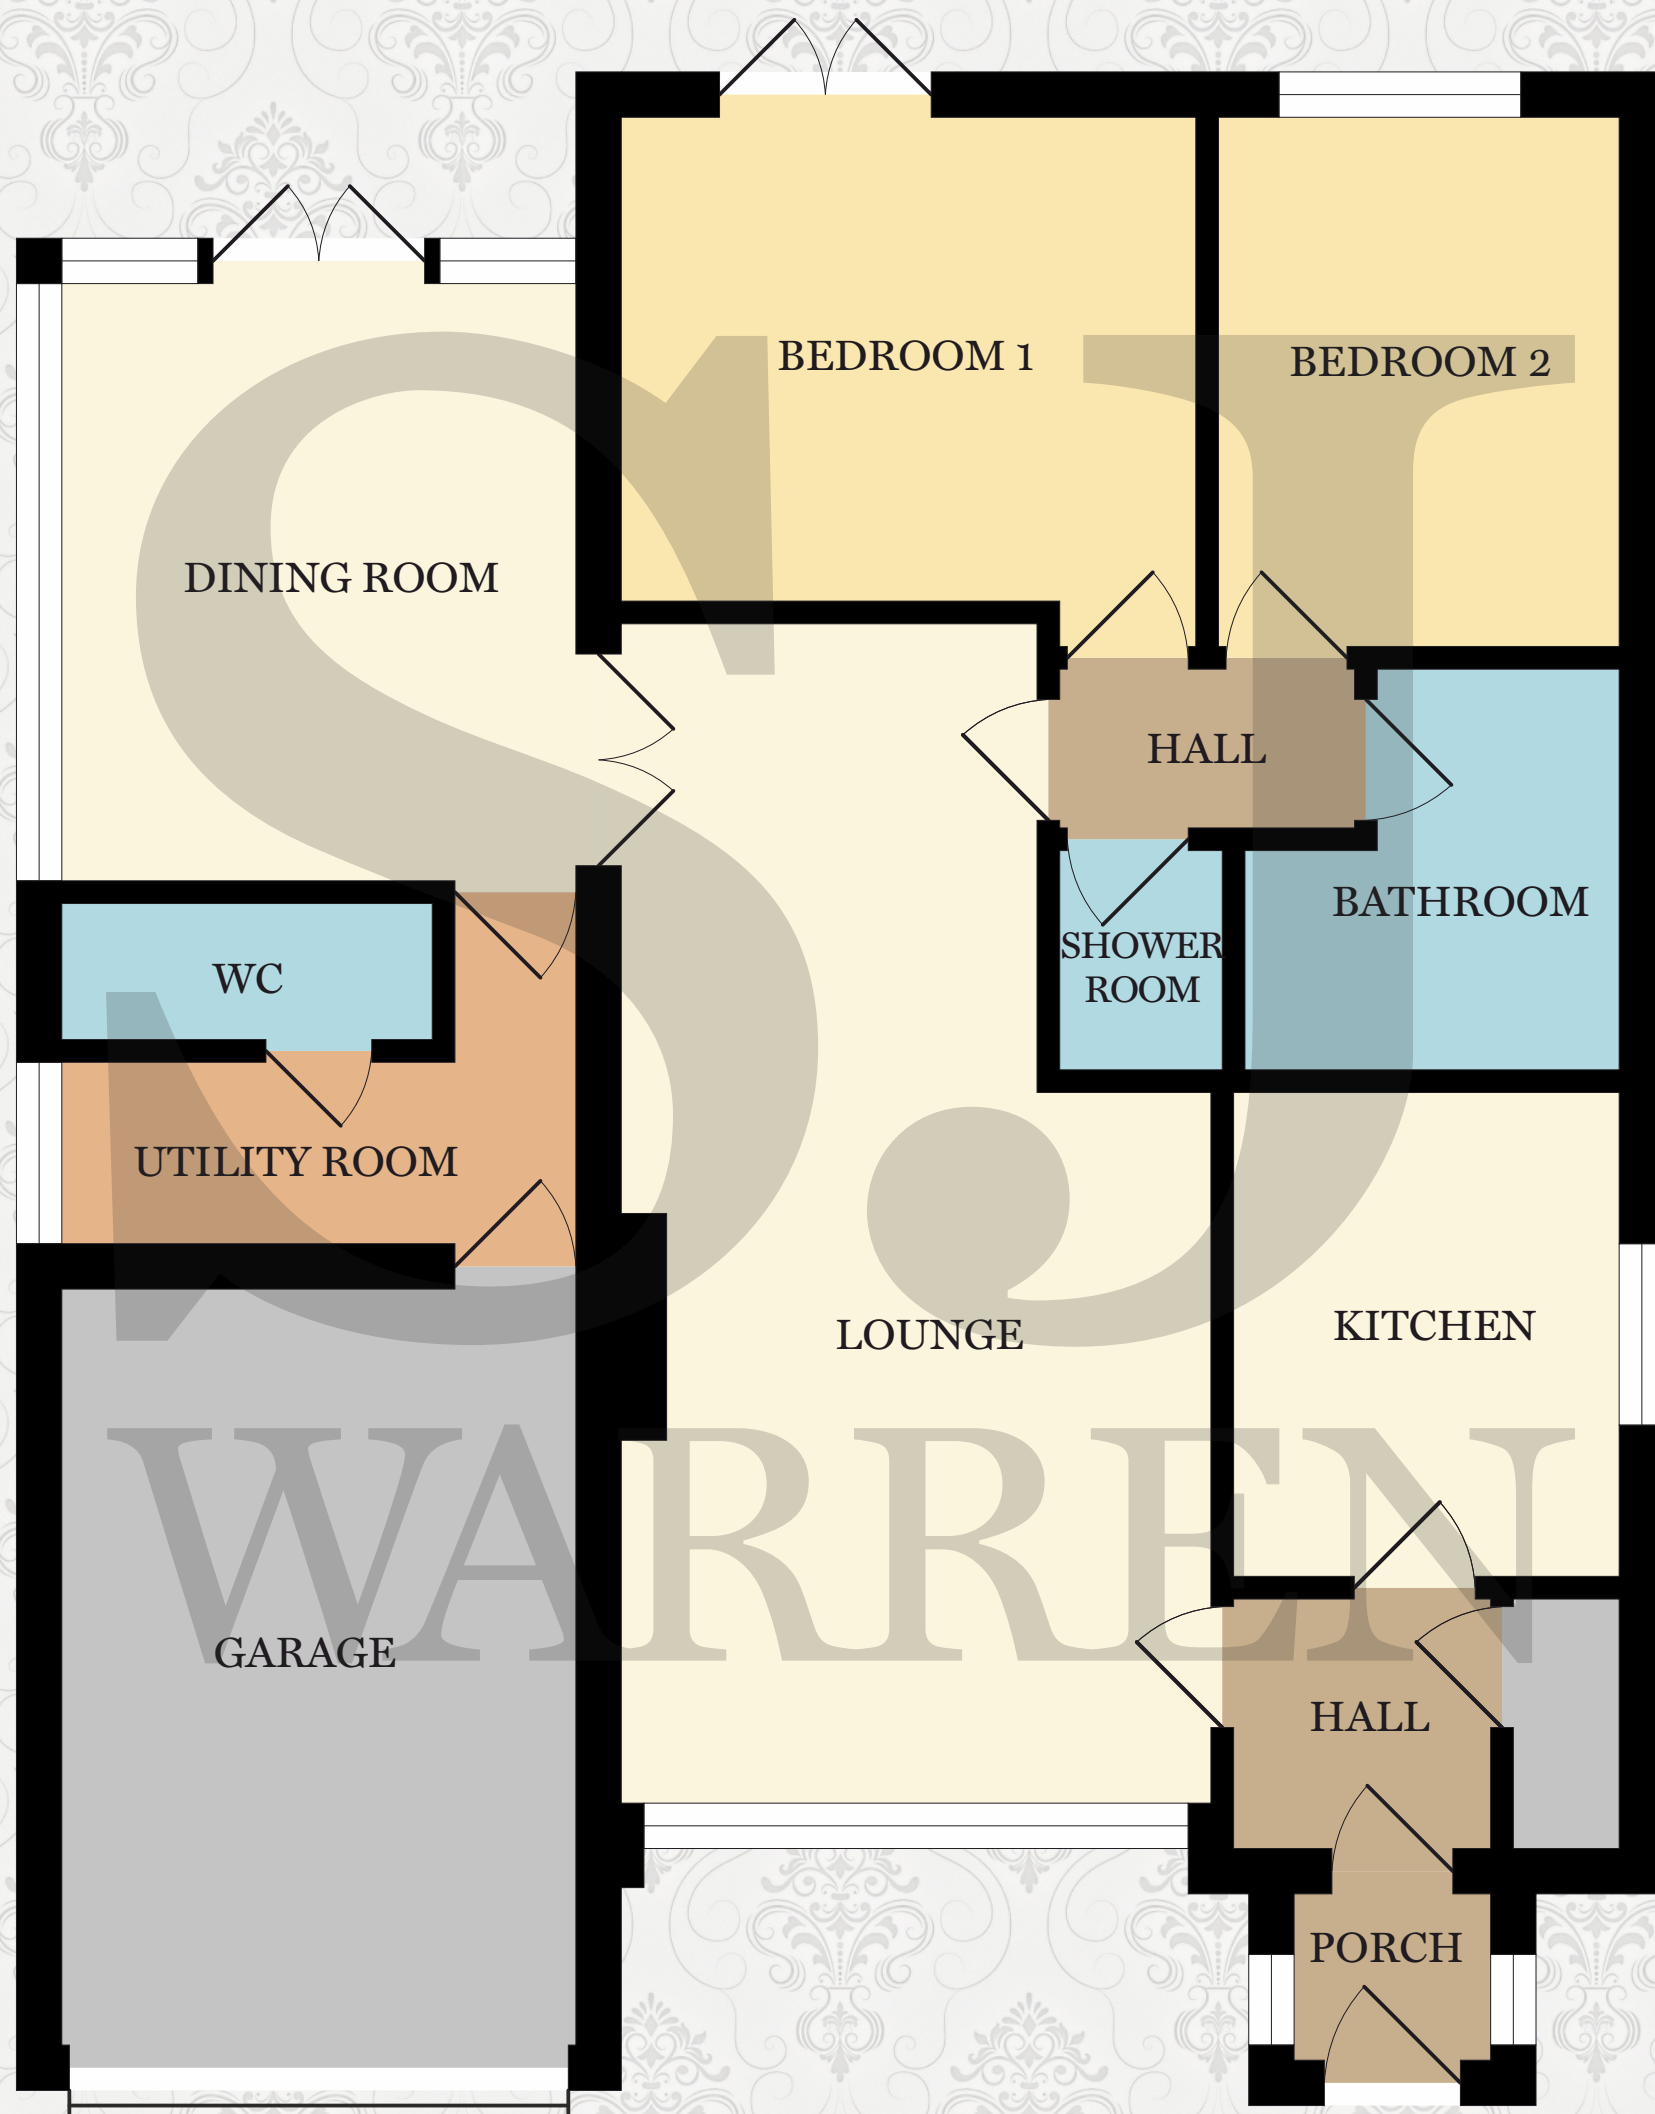 BEDROOM 1
BEDROOM 2
DINING ROOM
HALL
BATHROOM
SHOWER
ROOM
WC
UTILITY ROOM
LOUNGE
KITCHEN
GARAGE
HALL
PORCH
SJ
WARREN